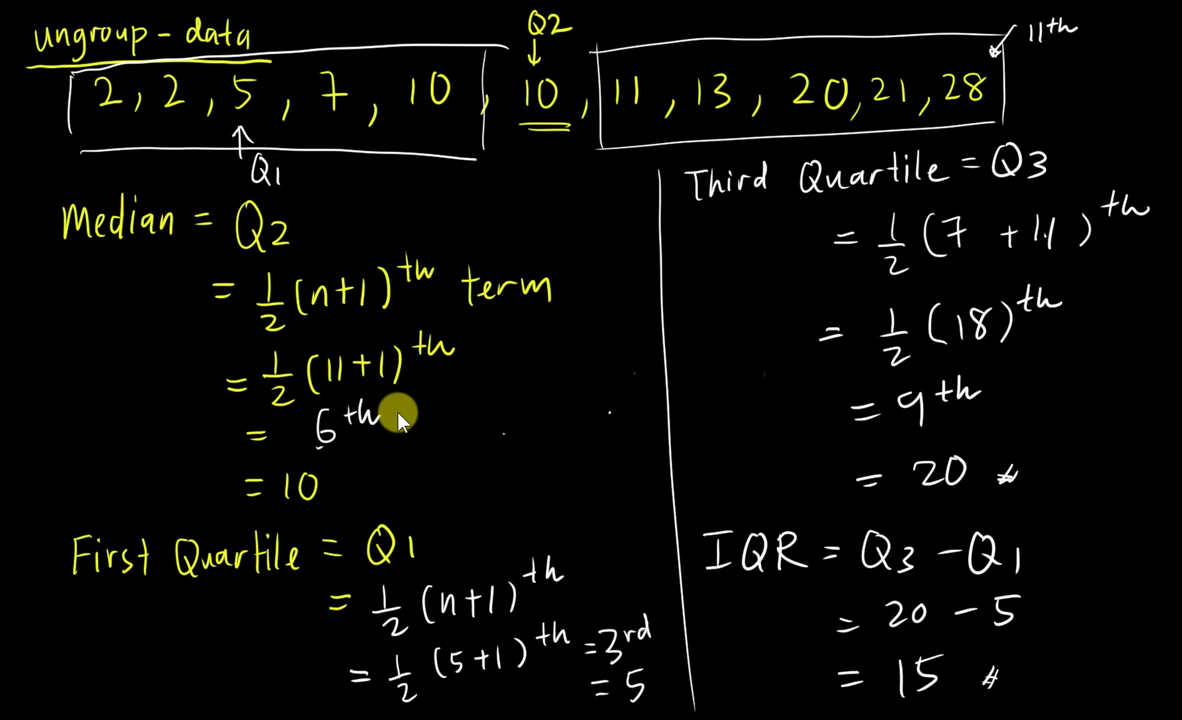 ungroup - data
Q2
11th
2, 2, 5, 7, 10, 10, 11, 13, 20, 21, 28
Q1
Median = Q2
= 1/2 (n+1)th term
= 1/2 (11+1)th
= 6th
= 10
First Quartile = Q1
= 1/2 (n+1)th
= 1/2 (5+1)th = 3rd
= 5
Third Quartile = Q3
= 1/2 (7 + 11)th
= 1/2 (18)th
= 9th
= 20
IQR = Q3 - Q1
= 20 - 5
= 15